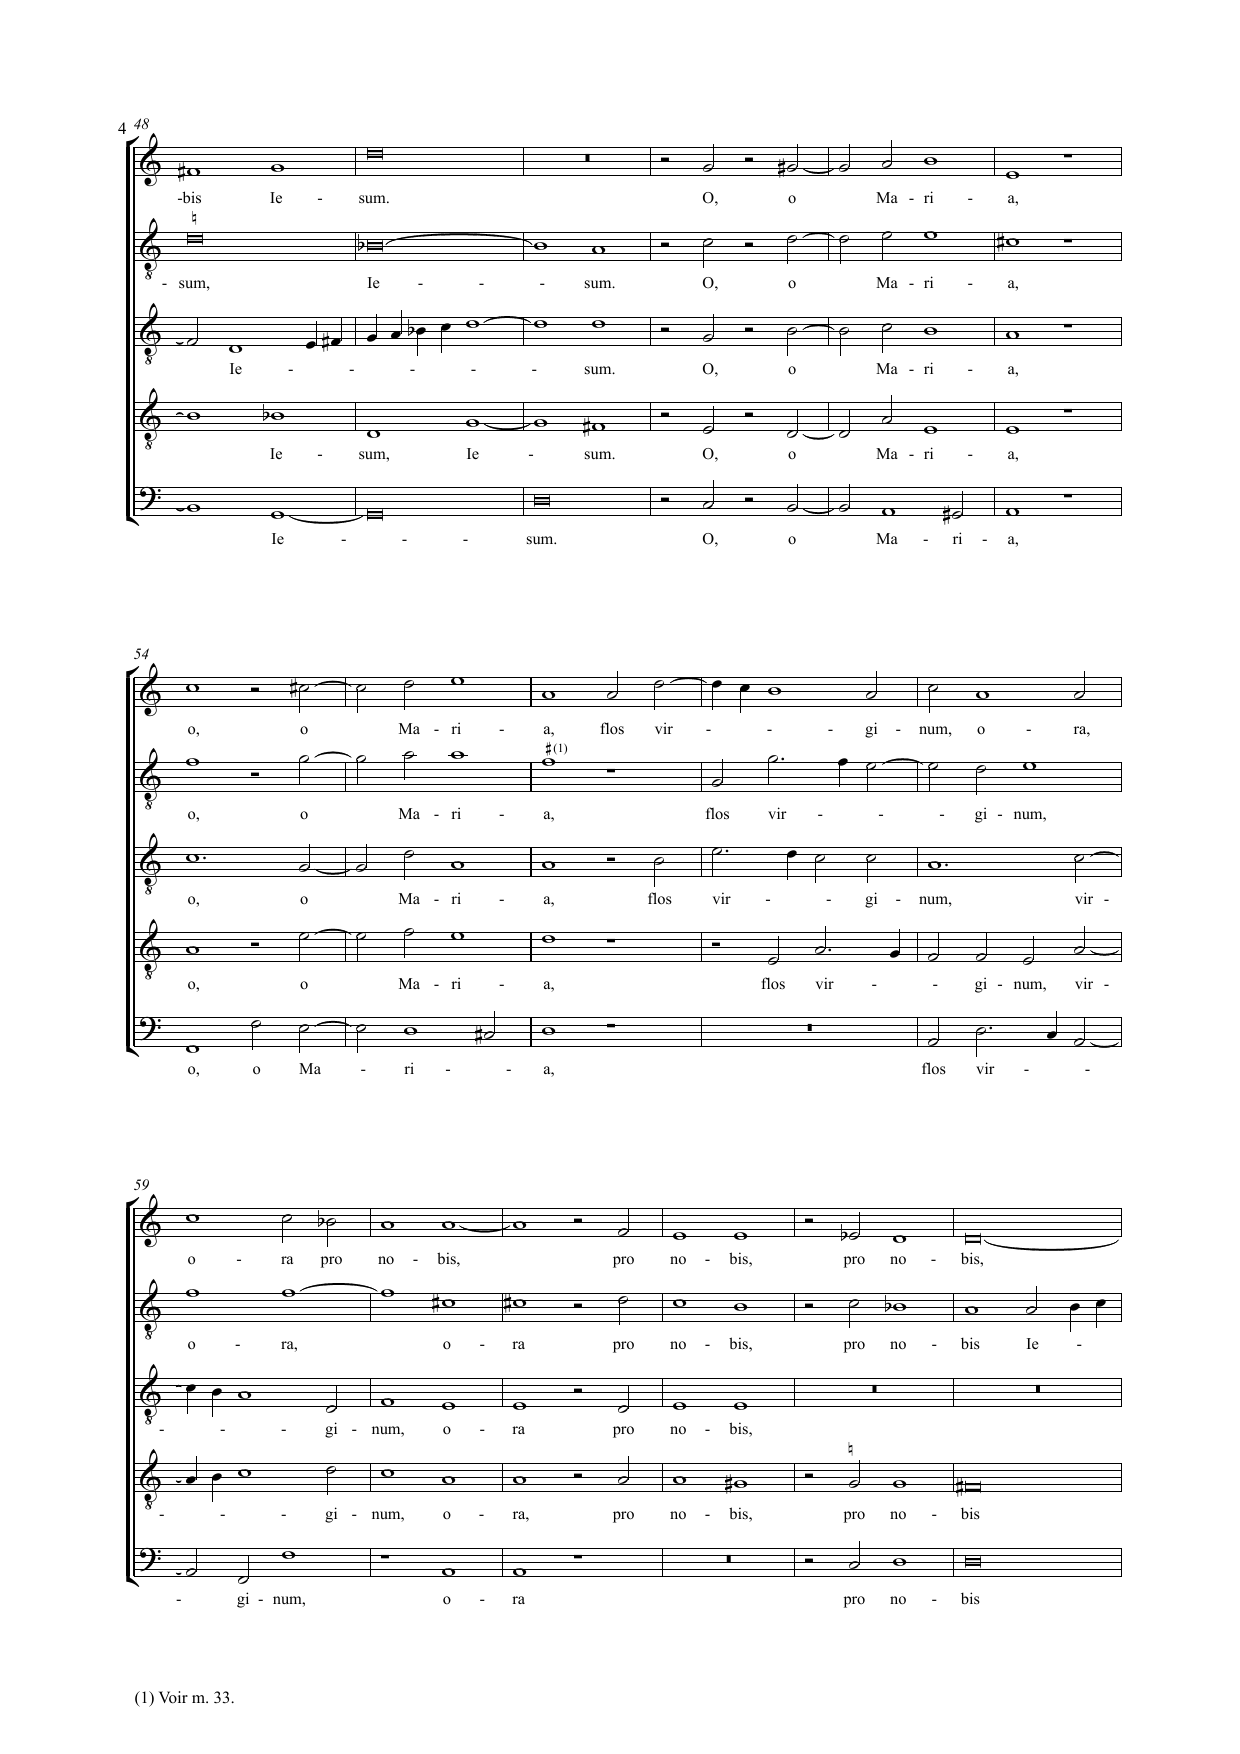 4 48
-bis Ie - sum. O, o Ma - ri - a,
- sum, Ie - - - sum. O, o Ma - ri - a,
Ie - - - - - sum. O, o Ma - ri - a,
Ie - sum, Ie - sum. O, o Ma - ri - a,
Ie - - - sum. O, o Ma - ri - a,
54
o, o Ma - ri - a, flos vir - - - gi - num, o - ra,
(1)
o, o Ma - ri - a, flos vir - - - gi - num,
o, o Ma - ri - a, flos vir - - gi - num, vir -
o, o Ma - ri - a, flos vir - - gi - num, vir -
o, o Ma - ri - - a, flos vir - -
59
o - ra pro no - bis, pro no - bis, pro no - bis,
o - ra, o - ra pro no - bis, pro no - bis Ie -
- - - gi - num, o - ra pro no - bis,
- - - gi - num, o - ra, pro no - bis, pro no - bis
- gi - num, o - ra pro no - bis
(1) Voir m. 33.